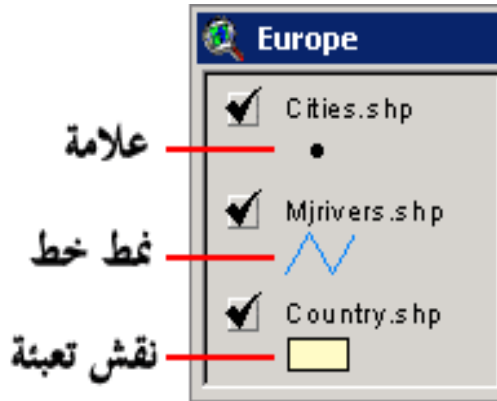 Europe
Cities.shp
علامة
Mjrivers.shp
نمط خط
Country.shp
نقش تعبئة